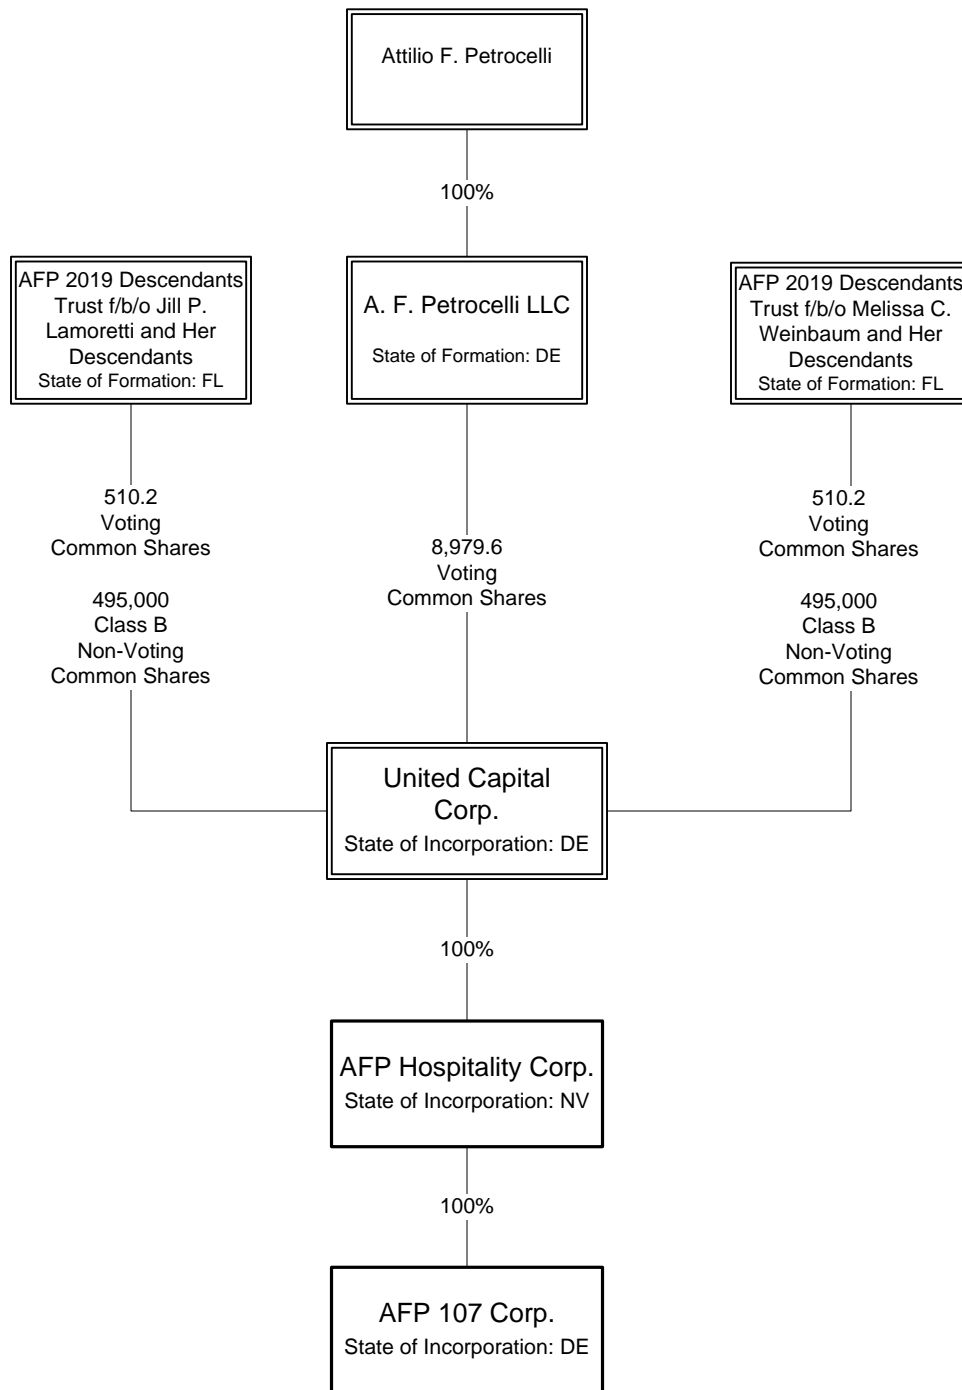 Attilio F. Petrocelli
100%
AFP 2019 Descendants
Trust f/b/o Jill P.
Lamoretti and Her
Descendants
State of Formation: FL
A. F. Petrocelli LLC
State of Formation: DE
AFP 2019 Descendants
Trust f/b/o Melissa C.
Weinbaum and Her
Descendants
State of Formation: FL
510.2
Voting
Common Shares
495,000
Class B
Non-Voting
Common Shares
8,979.6
Voting
Common Shares
510.2
Voting
Common Shares
495,000
Class B
Non-Voting
Common Shares
United Capital
Corp.
State of Incorporation: DE
100%
AFP Hospitality Corp.
State of Incorporation: NV
100%
AFP 107 Corp.
State of Incorporation: DE